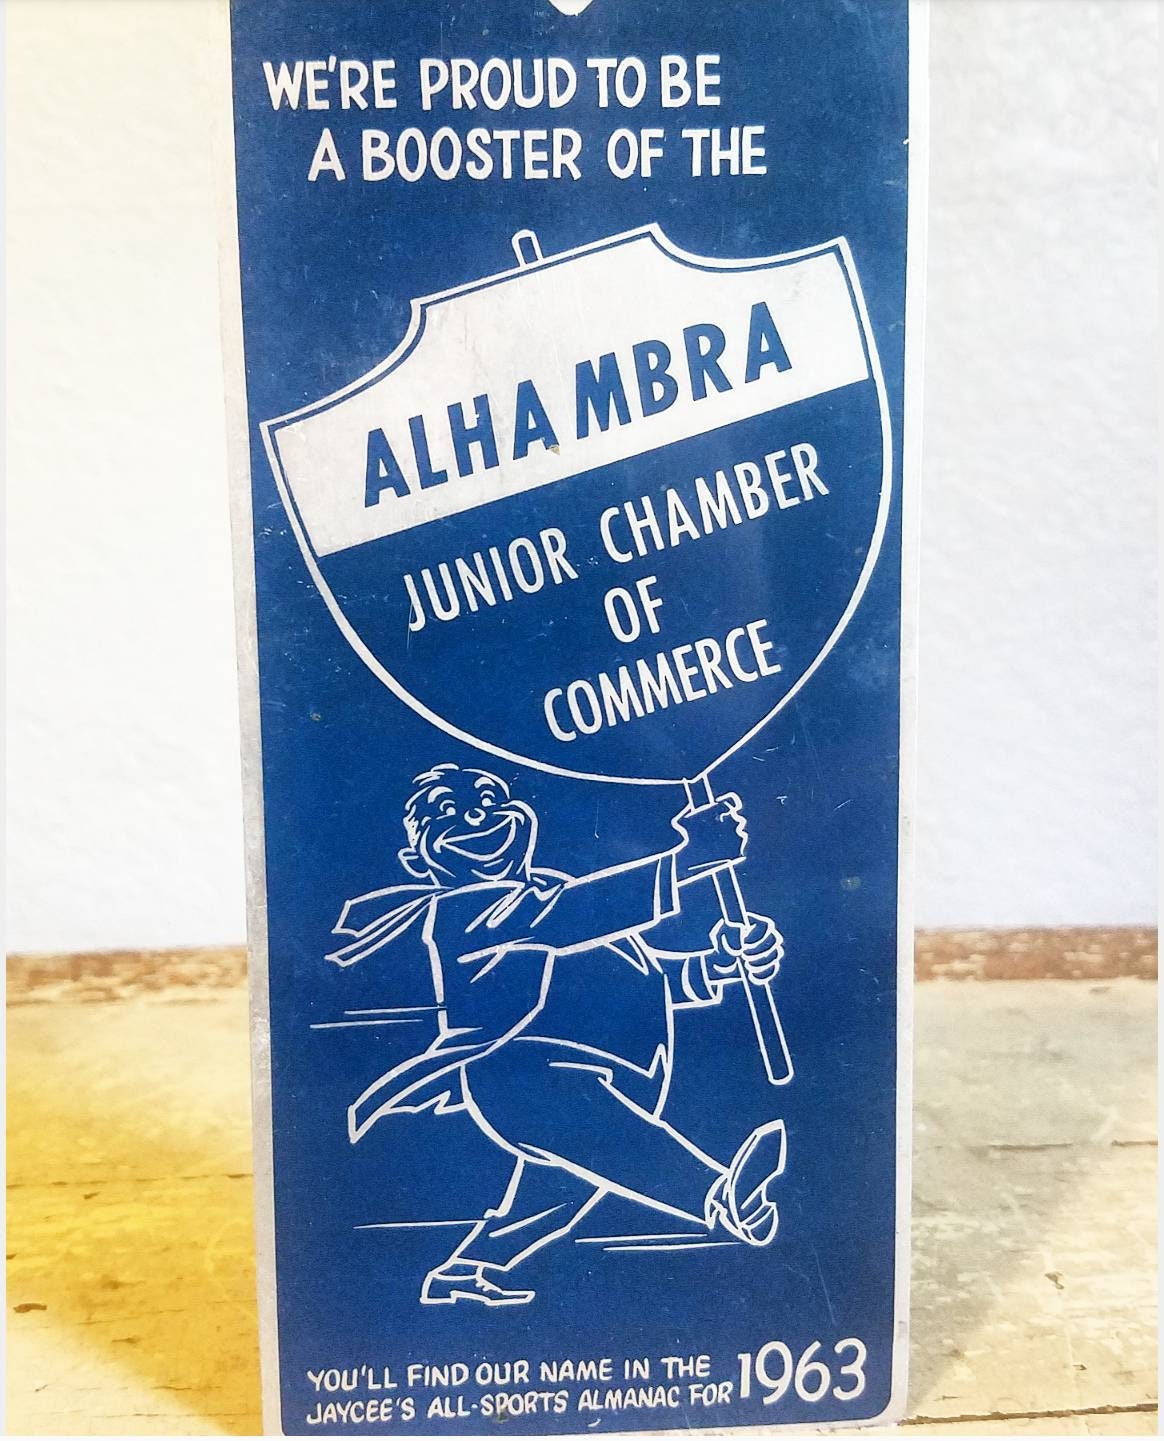 WE'RE PROUD TO BE
A BOOSTER OF THE
ALHAMBRA
JUNIOR CHAMBER
OF
COMMERCE
YOU'LL FIND OUR NAME IN THE
JAYCEE'S ALL-SPORTS ALMANAC FOR 1963